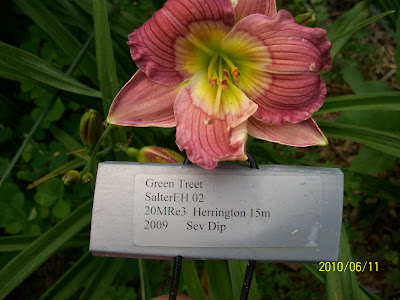 Green Treet
SalterEH 02
20MRe3 Herrington 15m
2009 Sev Dip
2010/06/11